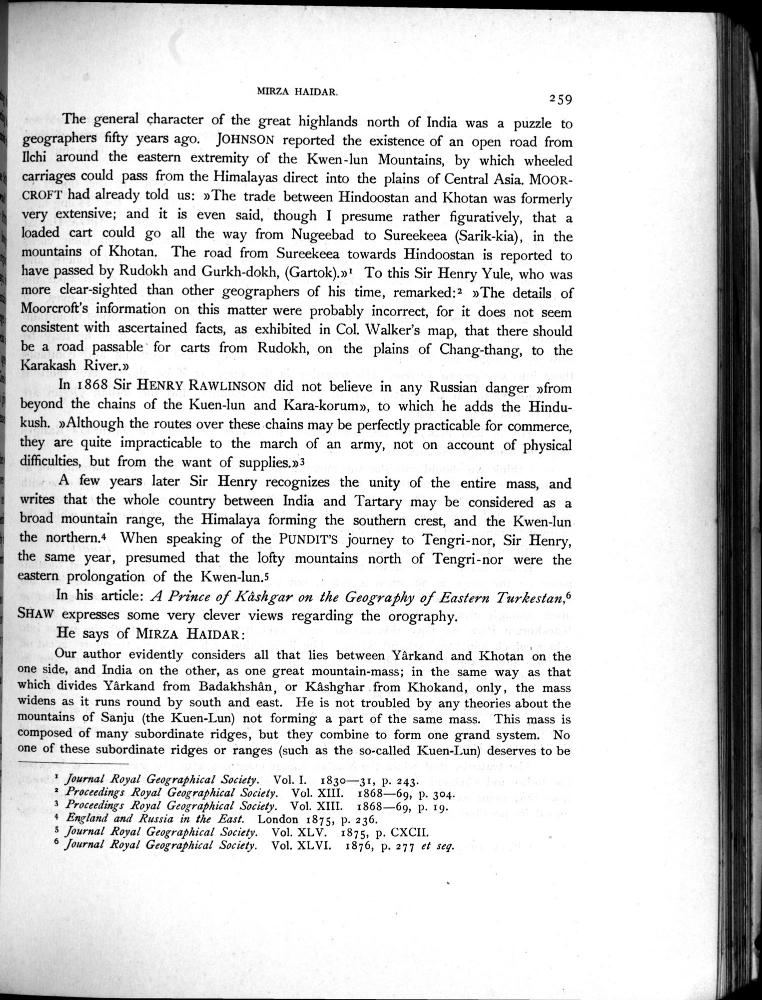 MIRZA HAIDAR.
259
The general character of the great highlands north of India was a puzzle to
geographers fifty years ago. JOHNSON reported the existence of an open road from
Ilchi around the eastern extremity of the Kwen-lun Mountains, by which wheeled
carriages could pass from the Himalayas direct into the plains of Central Asia. MOOR-
CROFT had already told us: »The trade between Hindoostan and Khotan was formerly
very extensive; and it is even said, though I presume rather figuratively, that a
loaded cart could go all the way from Nugeebad to Sureekeea (Sarik-kia), in the
mountains of Khotan. The road from Sureekeea towards Hindoostan is reported to
have passed by Rudokh and Gurkh-dokh, (Gartok).»¹ To this Sir Henry Yule, who was
more clear-sighted than other geographers of his time, remarked:² »The details of
Moorcroft's information on this matter were probably incorrect, for it does not seem
consistent with ascertained facts, as exhibited in Col. Walker's map, that there should
be a road passable for carts from Rudokh, on the plains of Chang-thang, to the
Karakash River.»
In 1868 Sir HENRY RAWLINSON did not believe in any Russian danger »from
beyond the chains of the Kuen-lun and Kara-korum», to which he adds the Hindu-
kush. »Although the routes over these chains may be perfectly practicable for commerce,
they are quite impracticable to the march of an army, not on account of physical
difficulties, but from the want of supplies.»³
A few years later Sir Henry recognizes the unity of the entire mass, and
writes that the whole country between India and Tartary may be considered as a
broad mountain range, the Himalaya forming the southern crest, and the Kwen-lun
the northern.⁴ When speaking of the PUNDIT'S journey to Tengri-nor, Sir Henry,
the same year, presumed that the lofty mountains north of Tengri-nor were the
eastern prolongation of the Kwen-lun.⁵
In his article: A Prince of Kâshgar on the Geography of Eastern Turkestan,⁶
SHAW expresses some very clever views regarding the orography.
He says of MIRZA HAIDAR:
Our author evidently considers all that lies between Yârkand and Khotan on the
one side, and India on the other, as one great mountain-mass; in the same way as that
which divides Yârkand from Badakhshân, or Kâshghar from Khokand, only, the mass
widens as it runs round by south and east. He is not troubled by any theories about the
mountains of Sanju (the Kuen-Lun) not forming a part of the same mass. This mass is
composed of many subordinate ridges, but they combine to form one grand system. No
one of these subordinate ridges or ranges (such as the so-called Kuen-Lun) deserves to be
¹ Journal Royal Geographical Society. Vol. I. 1830—31, p. 243.
² Proceedings Royal Geographical Society. Vol. XIII. 1868—69, p. 304.
³ Proceedings Royal Geographical Society. Vol. XIII. 1868—69, p. 19.
⁴ England and Russia in the East. London 1875, p. 236.
⁵ Journal Royal Geographical Society. Vol. XLV. 1875, p. CXCII.
⁶ Journal Royal Geographical Society. Vol. XLVI. 1876, p. 277 et seq.